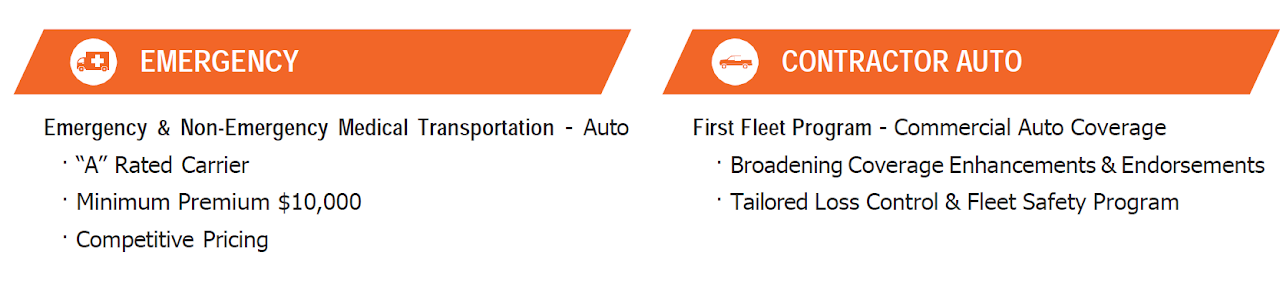 EMERGENCY
Emergency & Non-Emergency Medical Transportation - Auto
· “A” Rated Carrier
· Minimum Premium $10,000
· Competitive Pricing
CONTRACTOR AUTO
First Fleet Program - Commercial Auto Coverage
· Broadening Coverage Enhancements & Endorsements
· Tailored Loss Control & Fleet Safety Program